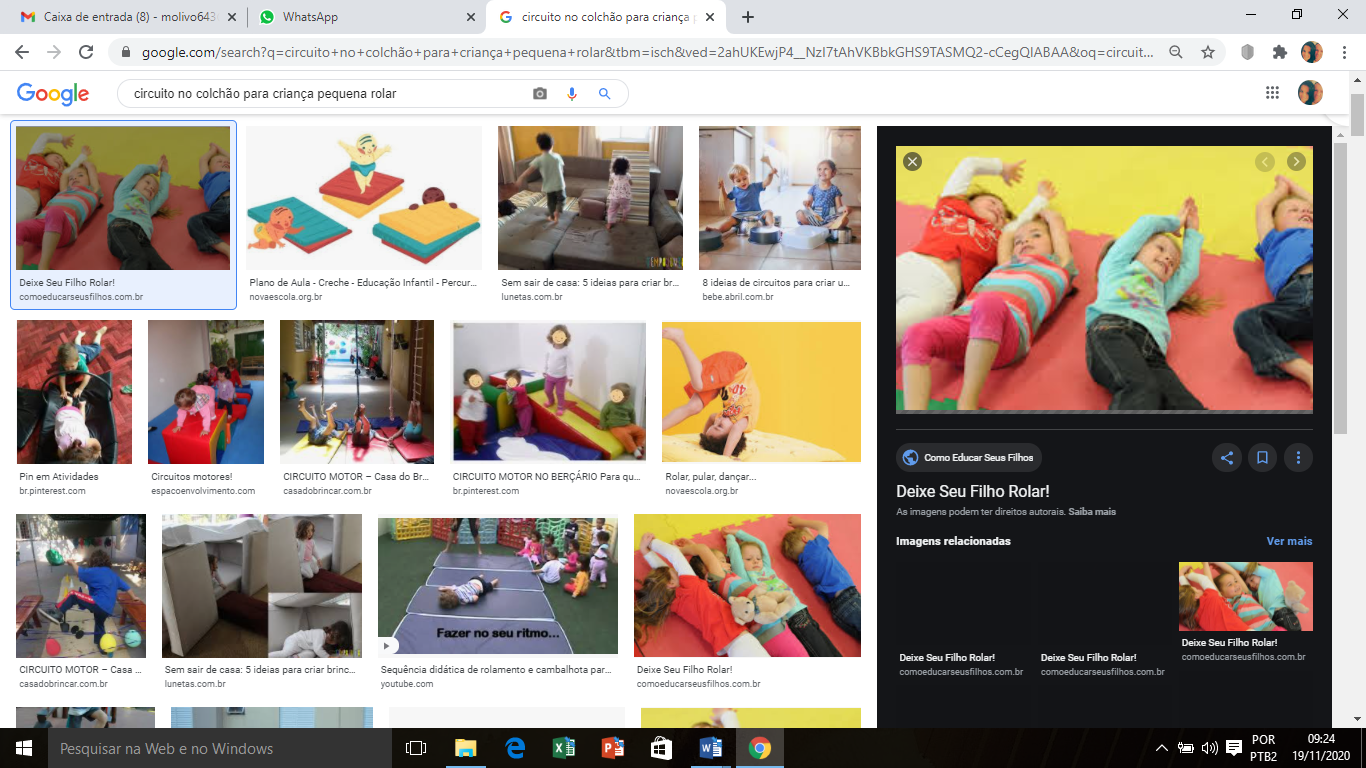 Caixa de entrada (8) - molivo643
WhatsApp
circuito no colchão para criança p
google.com/search?q=circuito+no+colchão+para+criança+pequena+rolar&tbm=isch&ved=2ahUKEwjP4__NzI7tAhVKBbkGHS9TASMQ2-cCegQIABAA&oq=circuit...
Google
circuito no colchão para criança pequena rolar
Deixe Seu Filho Rolar!
comoeducarseusfilhos.com.br
Plano de Aula - Creche - Educação Infantil - Percur...
novaescola.org.br
Sem sair de casa: 5 ideias para criar br...
lunetas.com.br
8 ideias de circuitos para criar u...
bebe.abril.com.br
Pin em Atividades
br.pinterest.com
Circuitos motores!
espacoenvolvimento.com
CIRCUITO MOTOR – Casa do Br...
casadobrincar.com.br
CIRCUITO MOTOR NO BERÇÁRIO Para qu...
br.pinterest.com
Rolar, pular, dançar...
novaescola.org.br
Fazer no seu ritmo...
CIRCUITO MOTOR – Casa ...
casadobrincar.com.br
Sem sair de casa: 5 ideias para criar brinc...
lunetas.com.br
Sequência didática de rolamento e cambalhota par...
youtube.com
Deixe Seu Filho Rolar!
comoeducarseusfilhos.com.br
Como Educar Seus Filhos
Deixe Seu Filho Rolar!
As imagens podem ter direitos autorais. Saiba mais
Imagens relacionadas
Ver mais
Deixe Seu Filho Rolar!
comoeducarseusfilhos.com.br
Deixe Seu Filho Rolar!
comoeducarseusfilhos.com.br
Deixe Seu Filho Rolar!
comoeducarseusfilhos.com.br
Pesquisar na Web e no Windows
POR
PTB2
09:24
19/11/2020